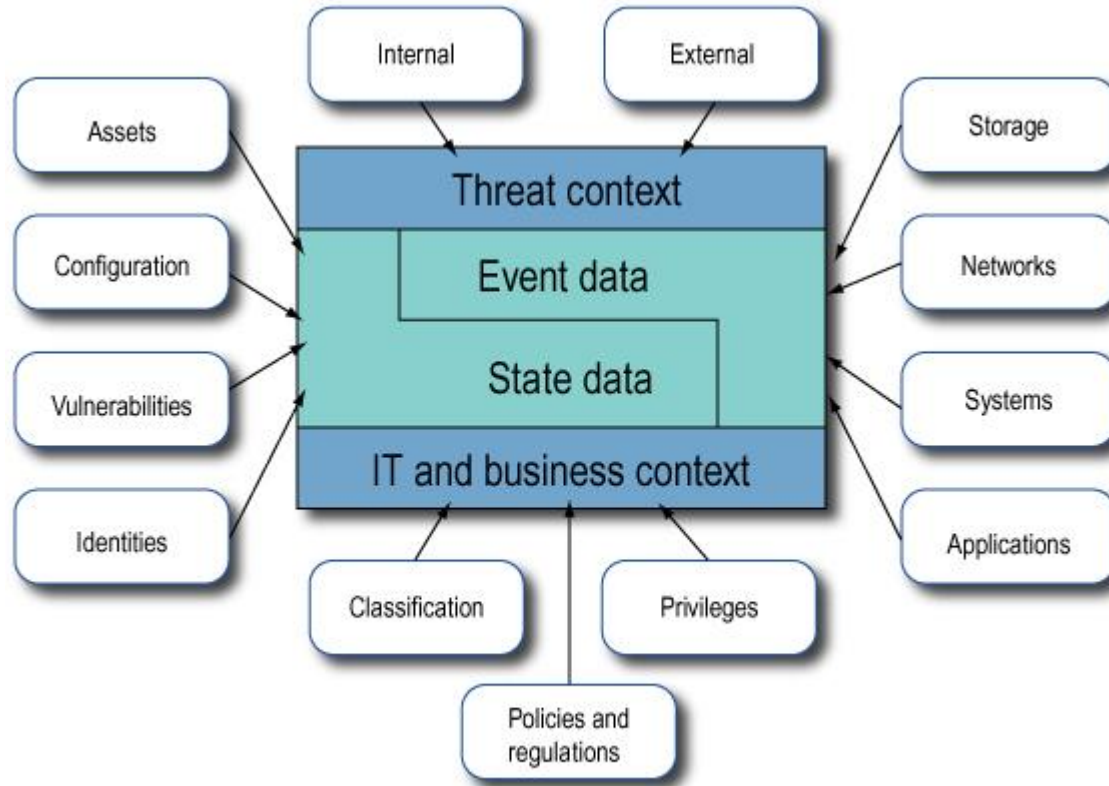 Internal
External
Assets
Storage
Threat context
Configuration
Event data
Networks
Vulnerabilities
State data
Systems
Identities
IT and business context
Applications
Classification
Privileges
Policies and
regulations